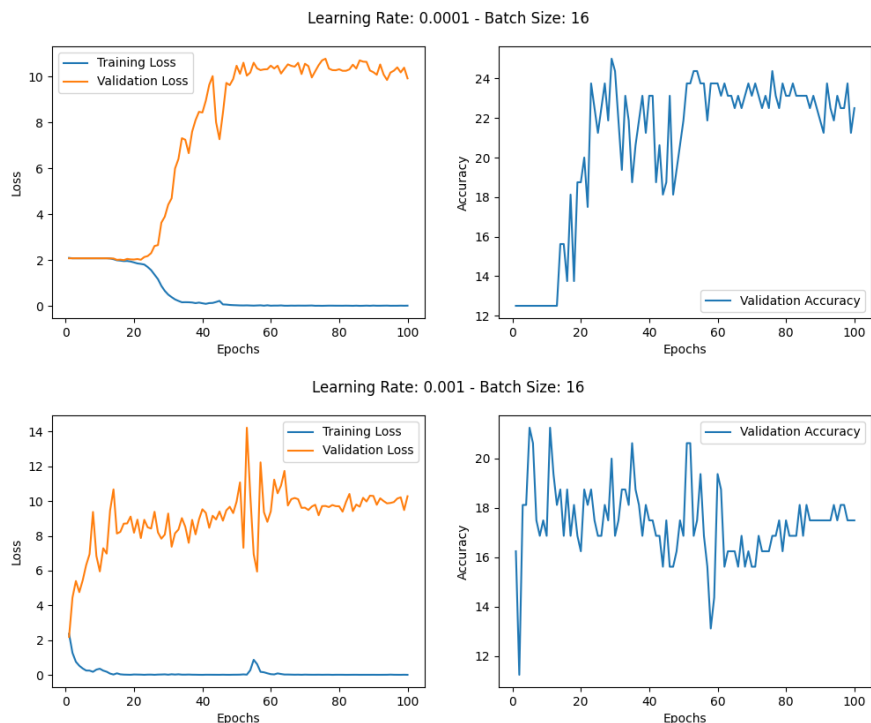 Learning Rate: 0.0001 - Batch Size: 16
Training Loss
Validation Loss
Loss
10
8
6
4
2
0
0 20 40 60 80 100
Epochs
Accuracy
24
22
20
18
16
14
12
Validation Accuracy
0 20 40 60 80 100
Epochs
Learning Rate: 0.001 - Batch Size: 16
Training Loss
Validation Loss
Loss
14
12
10
8
6
4
2
0
0 20 40 60 80 100
Epochs
Validation Accuracy
Accuracy
20
18
16
14
12
0 20 40 60 80 100
Epochs